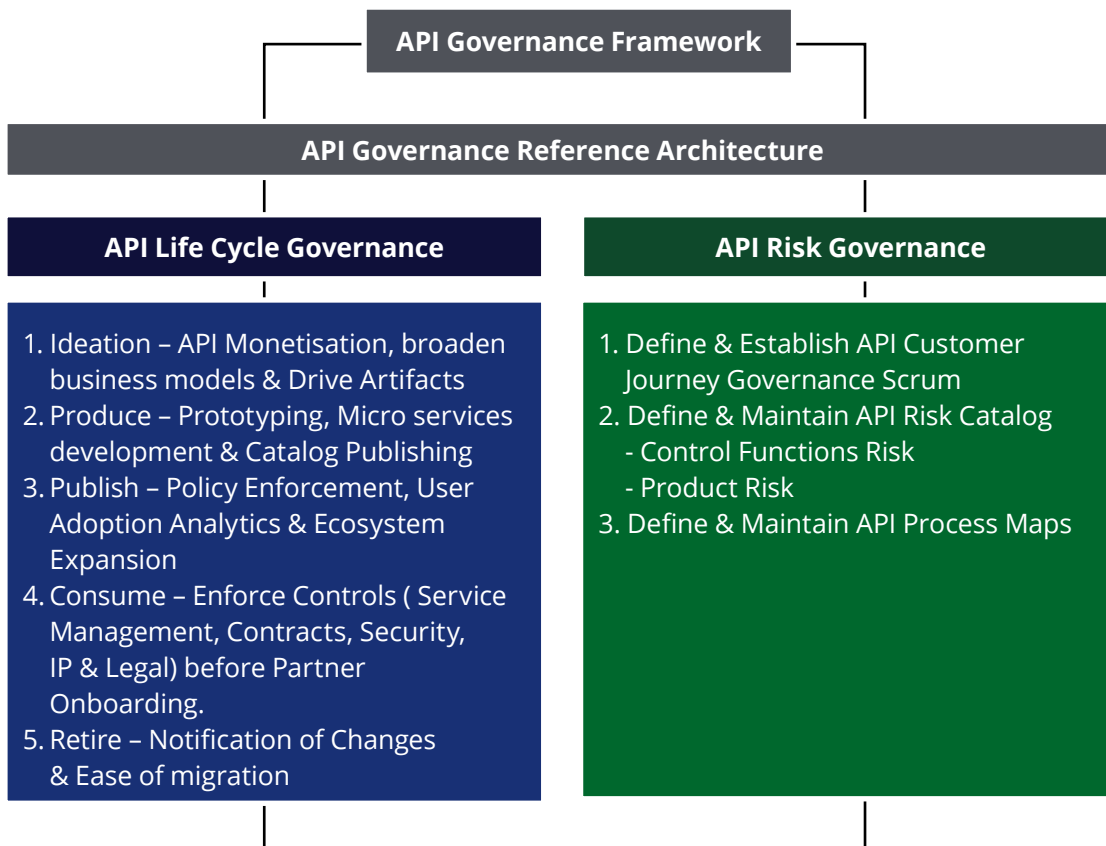 API Governance Framework
API Governance Reference Architecture
API Life Cycle Governance
1. Ideation – API Monetisation, broaden
business models & Drive Artifacts
2. Produce – Prototyping, Micro services
development & Catalog Publishing
3. Publish – Policy Enforcement, User
Adoption Analytics & Ecosystem
Expansion
4. Consume – Enforce Controls ( Service
Management, Contracts, Security,
IP & Legal) before Partner
Onboarding.
5. Retire – Notification of Changes
& Ease of migration
API Risk Governance
1. Define & Establish API Customer
Journey Governance Scrum
2. Define & Maintain API Risk Catalog
- Control Functions Risk
- Product Risk
3. Define & Maintain API Process Maps